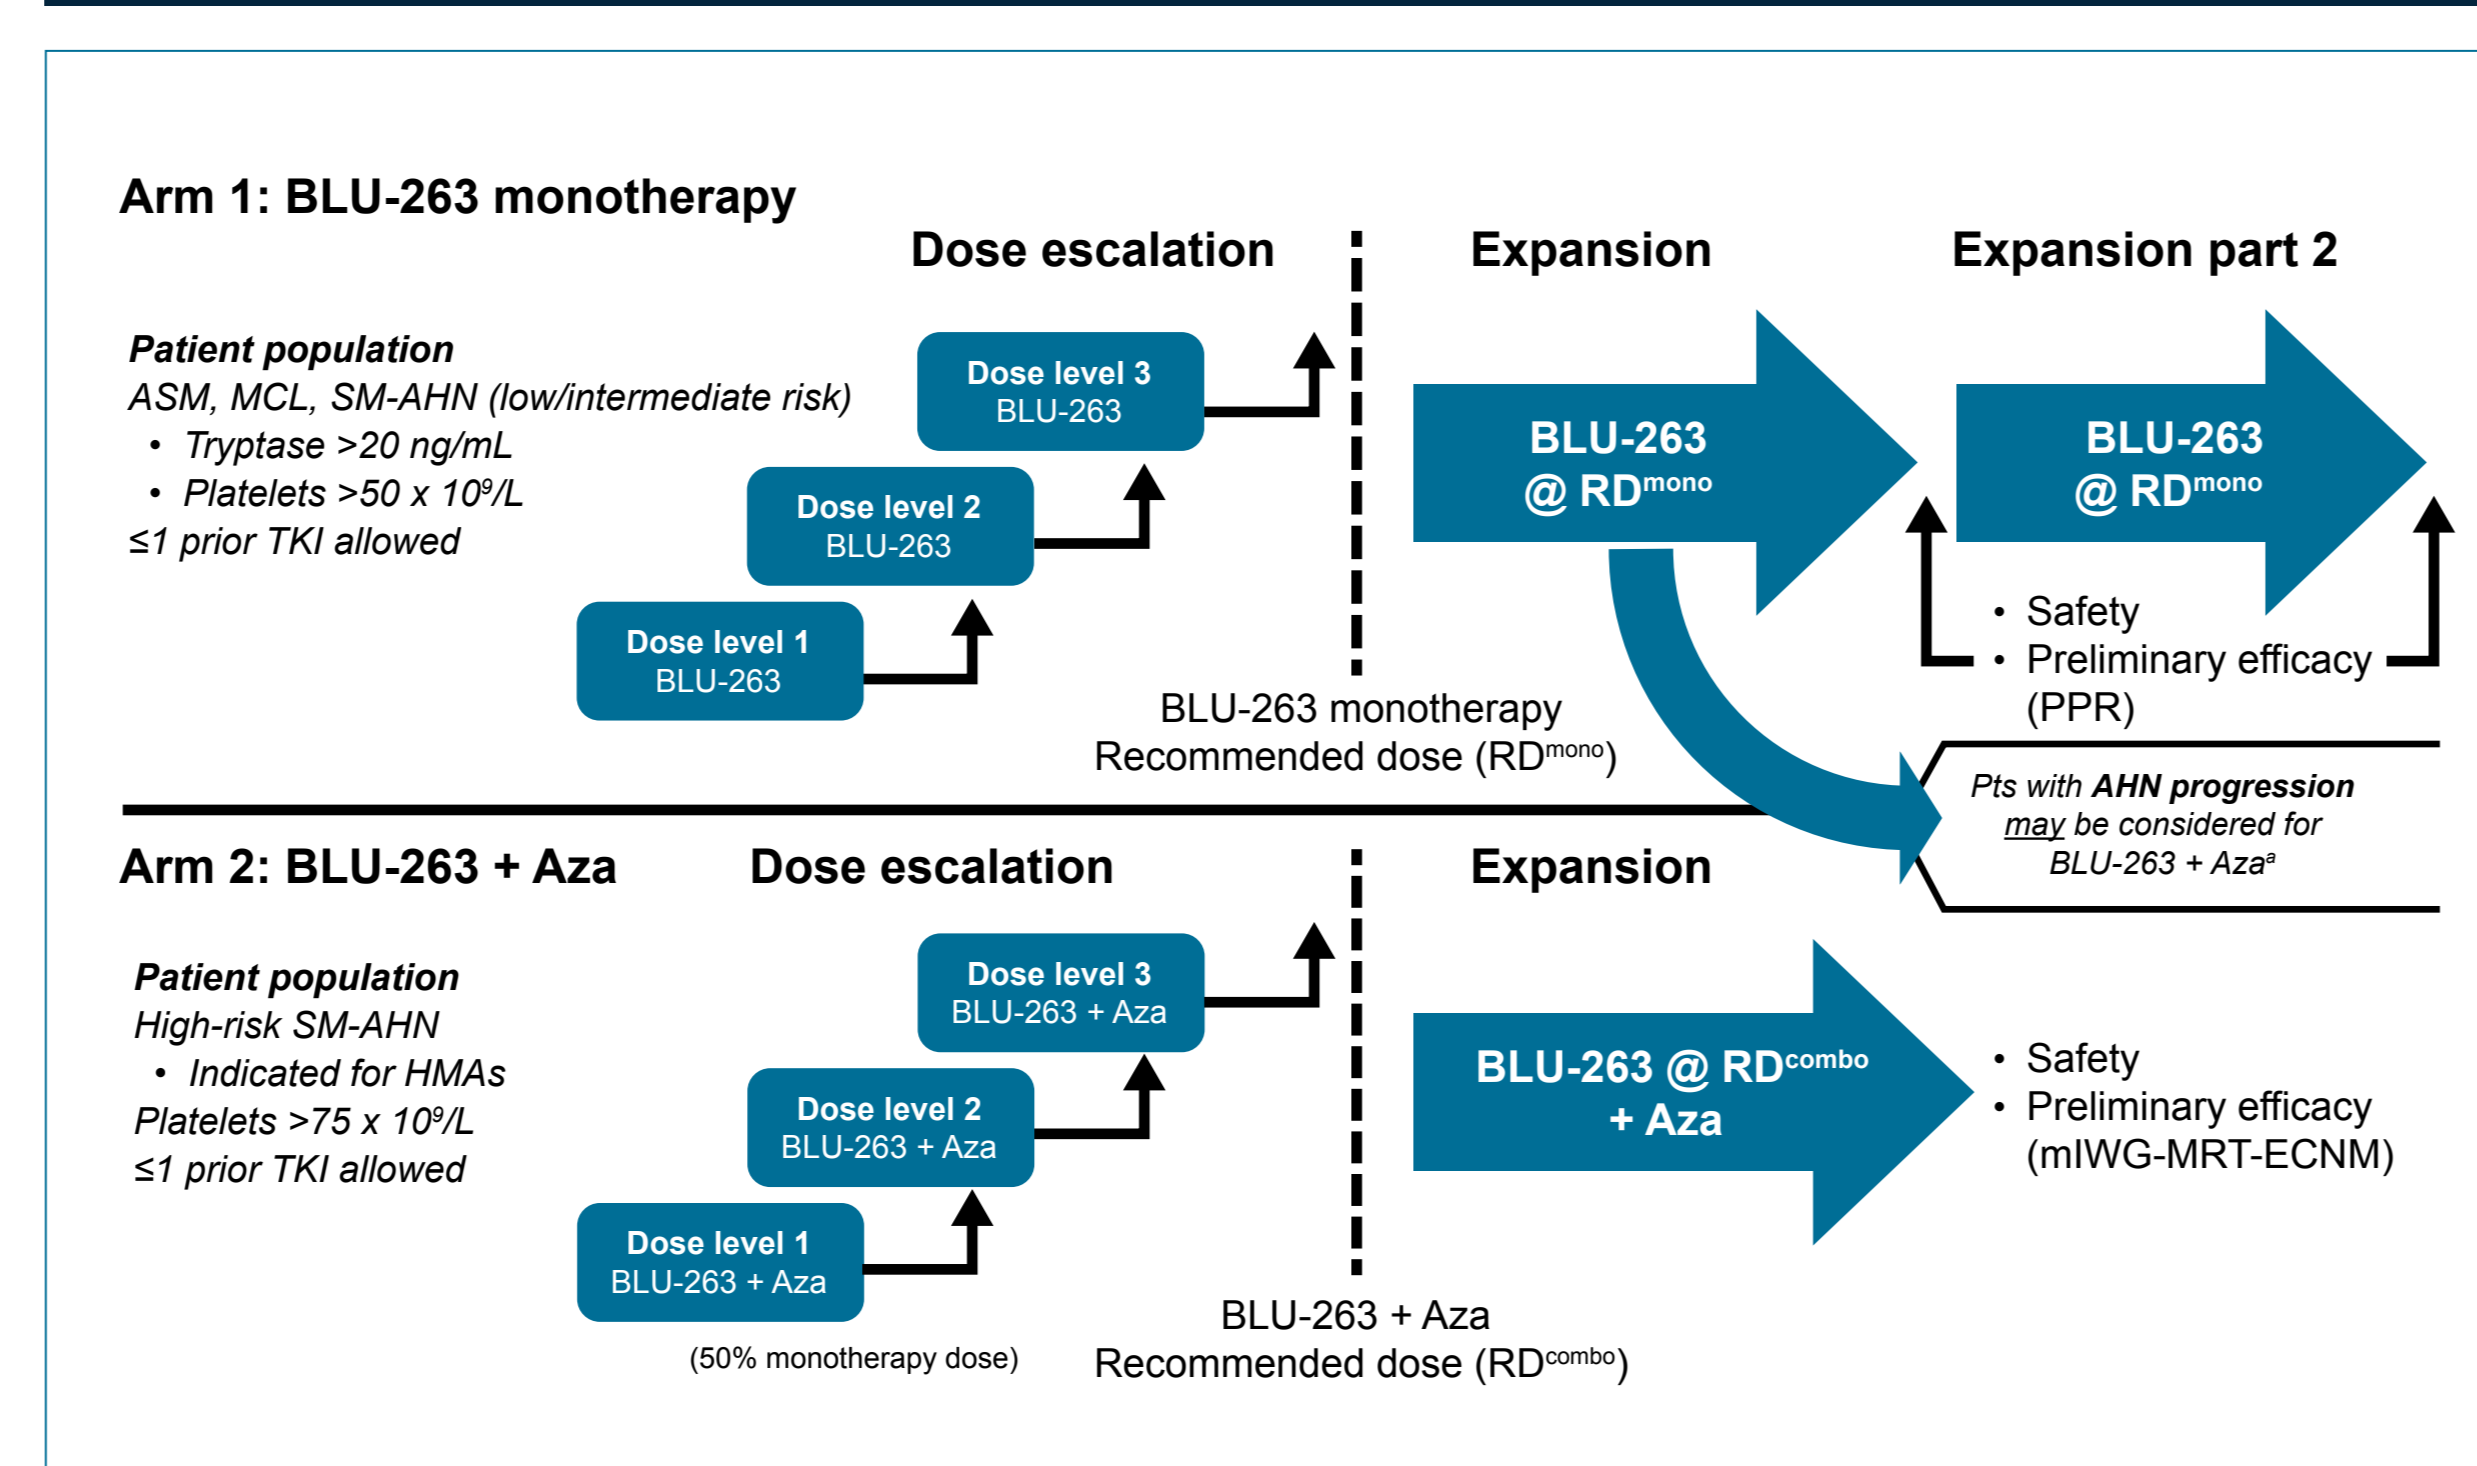 Arm 1: BLU-263 monotherapy
Dose escalation
Expansion
Expansion part 2
Patient population
ASM, MCL, SM-AHN (low/intermediate risk)
• Tryptase >20 ng/mL
• Platelets >50 x 10⁹/L
≤1 prior TKI allowed
Dose level 3
BLU-263
Dose level 2
BLU-263
Dose level 1
BLU-263
BLU-263 monotherapy
Recommended dose (RDᵐᵒⁿᵒ)
BLU-263
@ RDᵐᵒⁿᵒ
BLU-263
@ RDᵐᵒⁿᵒ
• Safety
• Preliminary efficacy
(PPR)
Pts with AHN progression
may be considered for
BLU-263 + Azaᵃ
Arm 2: BLU-263 + Aza
Dose escalation
Expansion
Patient population
High-risk SM-AHN
• Indicated for HMAs
Platelets >75 x 10⁹/L
≤1 prior TKI allowed
Dose level 3
BLU-263 + Aza
Dose level 2
BLU-263 + Aza
Dose level 1
BLU-263 + Aza
(50% monotherapy dose)
BLU-263 + Aza
Recommended dose (RDᶜᵒᵐᵇᵒ)
BLU-263 @ RDᶜᵒᵐᵇᵒ
+ Aza
• Safety
• Preliminary efficacy
(mIWG-MRT-ECNM)